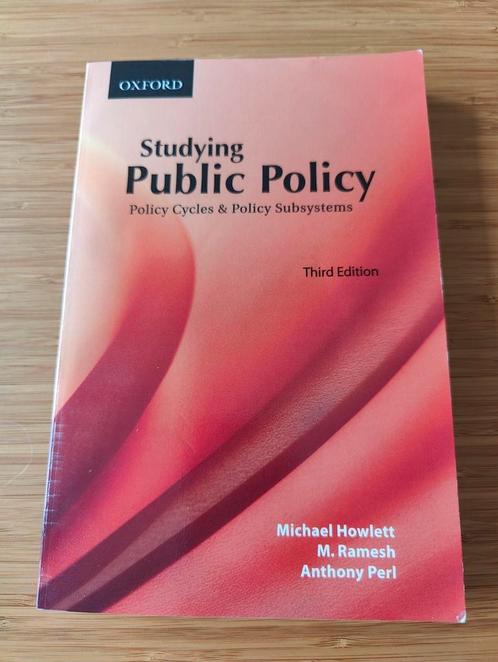 OXFORD
Studying
Public Policy
Policy Cycles & Policy Subsystems
Third Edition
Michael Howlett
M. Ramesh
Anthony Perl